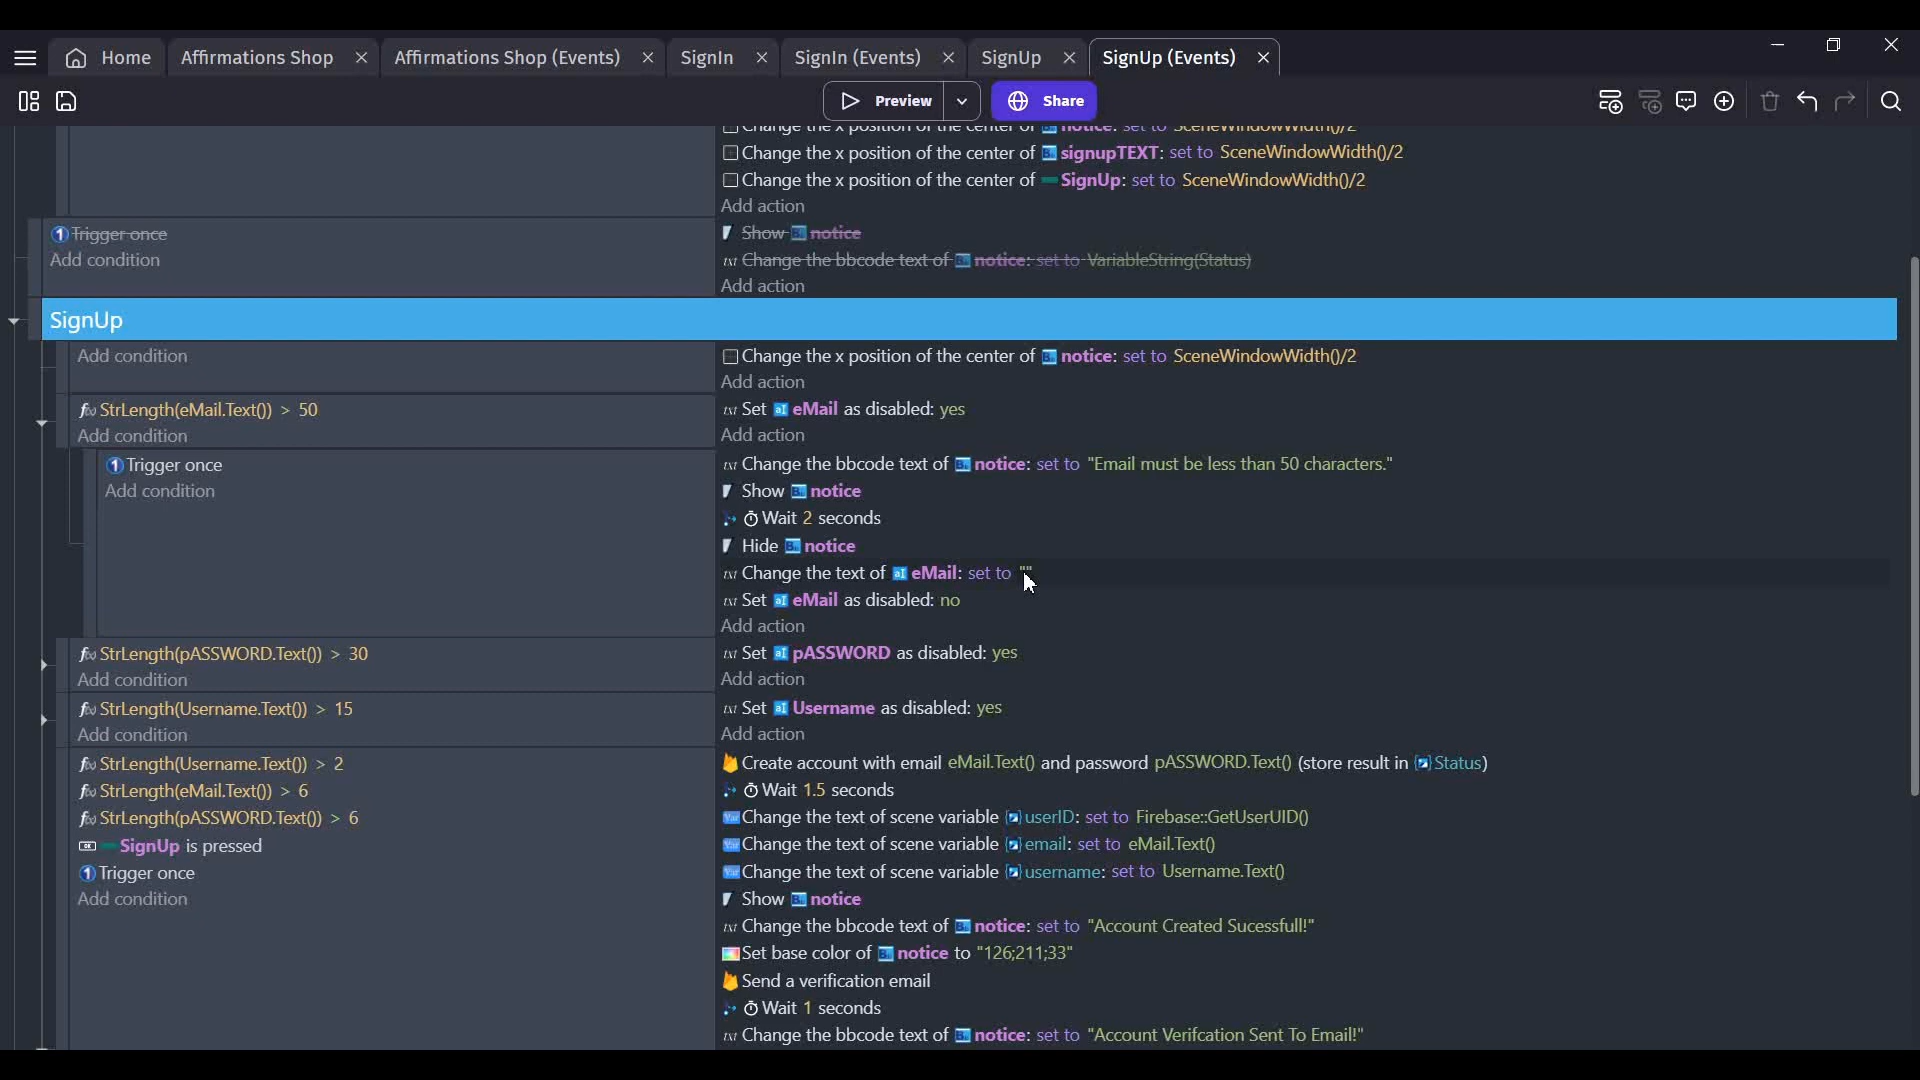 Home
Affirmations Shop
Affirmations Shop (Events)
SignIn
SignIn (Events)
SignUp
SignUp (Events)
Preview
Share
Change the x position of the center of notice: set to SceneWindowWidth()/2
Change the x position of the center of signupTEXT: set to SceneWindowWidth()/2
Change the x position of the center of SignUp: set to SceneWindowWidth()/2
Add action
Trigger once
Add condition
Show notice
Change the bbcode text of notice: set to VariableString(Status)
Add action
SignUp
Add condition
Change the x position of the center of notice: set to SceneWindowWidth()/2
Add action
StrLength(eMail.Text()) > 50
Add condition
Set eMail as disabled: yes
Add action
Trigger once
Add condition
Change the bbcode text of notice: set to "Email must be less than 50 characters."
Show notice
Wait 2 seconds
Hide notice
Change the text of eMail: set to ""
Set eMail as disabled: no
Add action
StrLength(pASSWORD.Text()) > 30
Add condition
Set pASSWORD as disabled: yes
Add action
StrLength(Username.Text()) > 15
Add condition
Set Username as disabled: yes
Add action
StrLength(Username.Text()) > 2
StrLength(eMail.Text()) > 6
StrLength(pASSWORD.Text()) > 6
SignUp is pressed
Trigger once
Add condition
Create account with email eMail.Text() and password pASSWORD.Text() (store result in Status)
Wait 1.5 seconds
Change the text of scene variable userID: set to Firebase::GetUserUID()
Change the text of scene variable email: set to eMail.Text()
Change the text of scene variable username: set to Username.Text()
Show notice
Change the bbcode text of notice: set to "Account Created Sucessfull!"
Set base color of notice to "126;211;33"
Send a verification email
Wait 1 seconds
Change the bbcode text of notice: set to "Account Verifcation Sent To Email!"